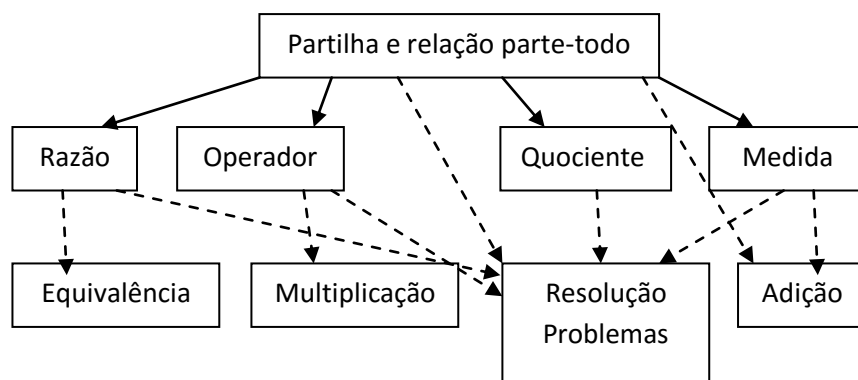 Partilha e relação parte-todo
Razão
Operador
Quociente
Medida
Equivalência
Multiplicação
Resolução
Problemas
Adição